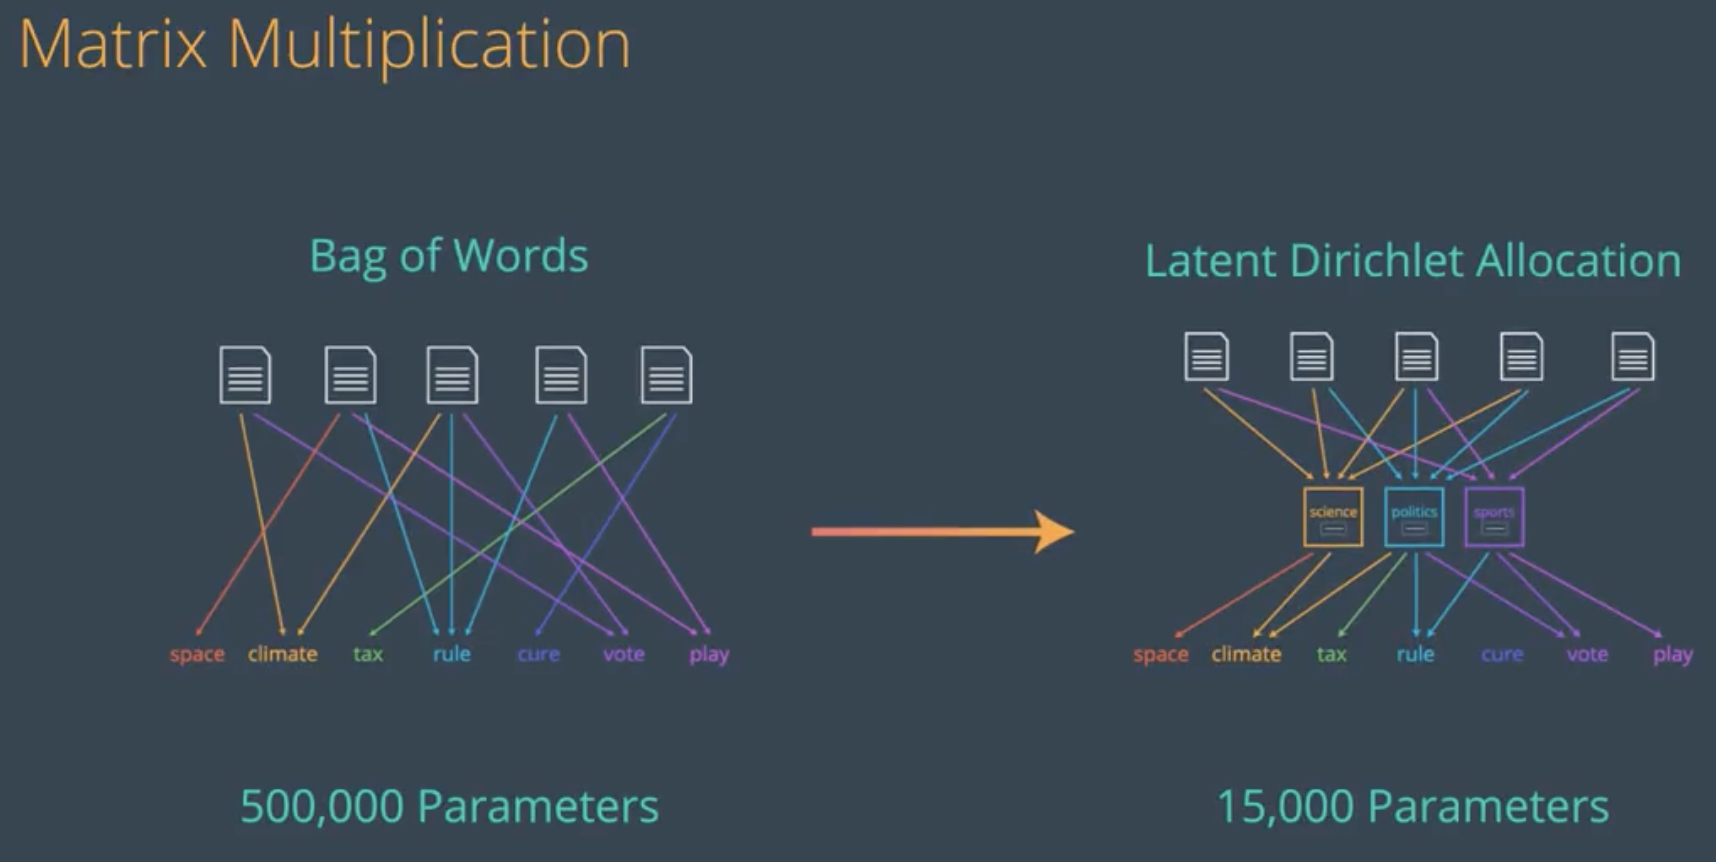 Matrix Multiplication
Bag of Words
space climate tax rule cure vote play
500,000 Parameters
Latent Dirichlet Allocation
science politics sports
space climate tax rule cure vote play
15,000 Parameters